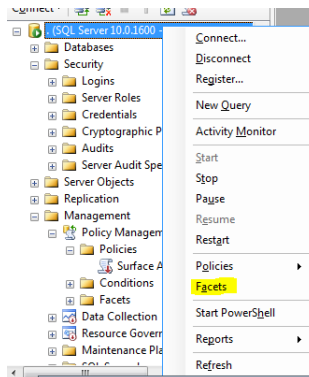 Connect
. (SQL Server 10.0.1600 -
Databases
Security
Logins
Server Roles
Credentials
Cryptographic P
Audits
Server Audit Spe
Server Objects
Replication
Management
Policy Managem
Policies
Surface A
Conditions
Facets
Data Collection
Resource Govern
Maintenance Pla
Connect...
Disconnect
Register...
New Query
Activity Monitor
Start
Stop
Pause
Resume
Restart
Policies
Facets
Start PowerShell
Reports
Refresh